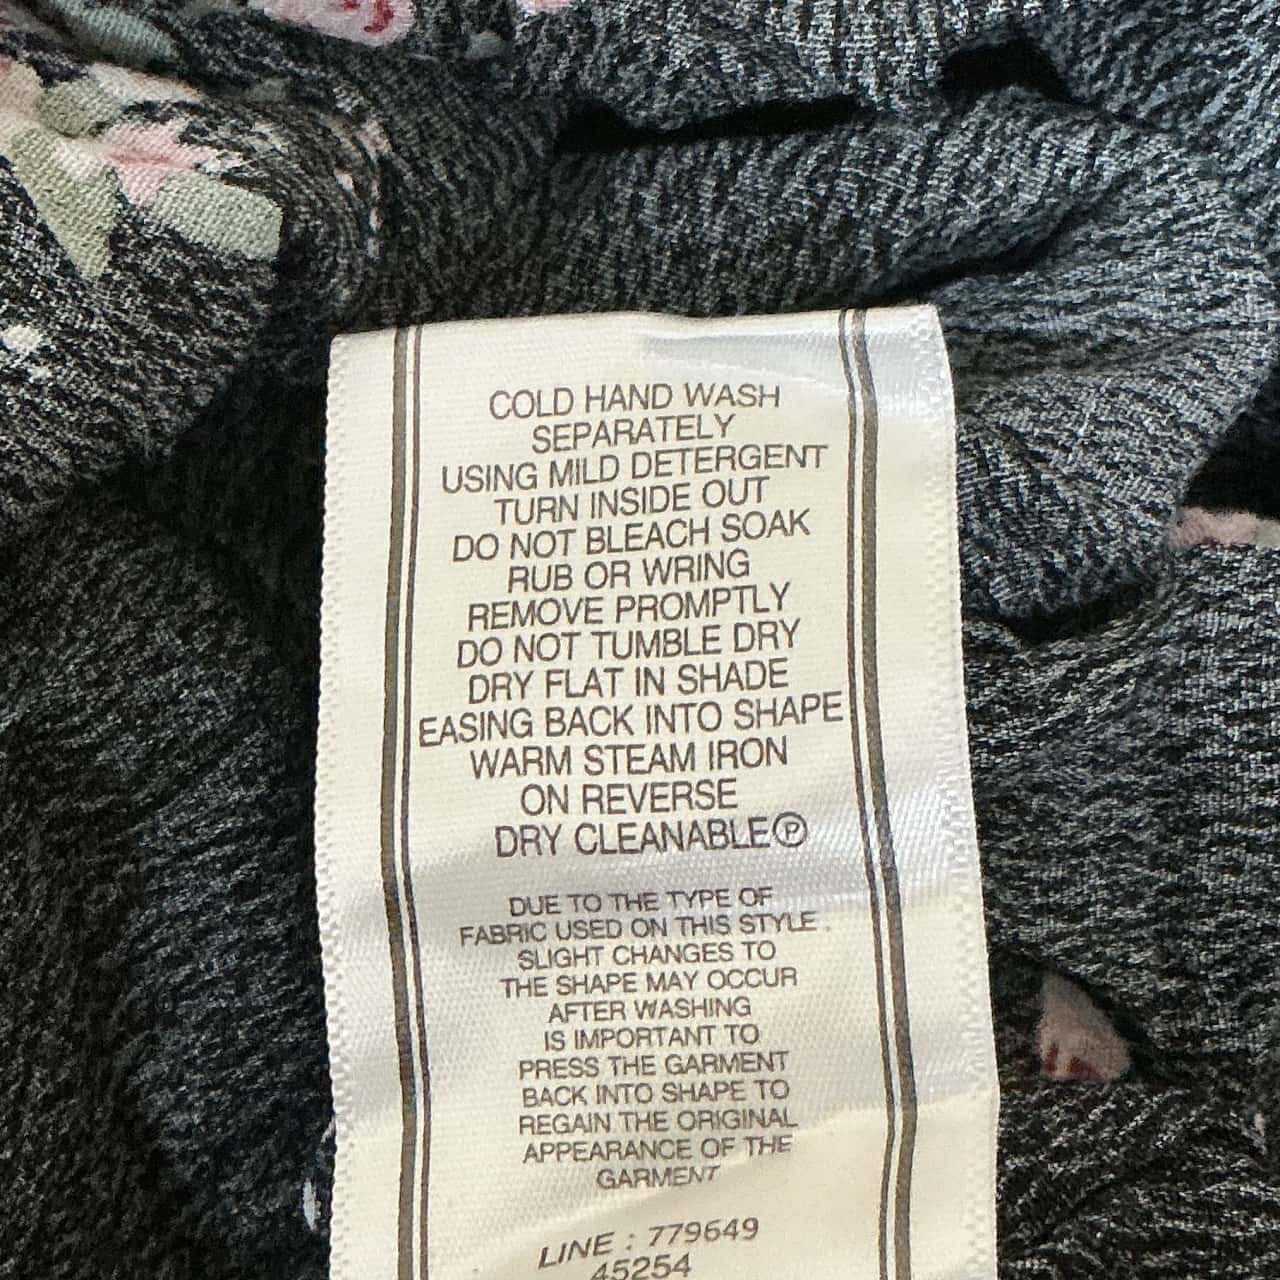 COLD HAND WASH
SEPARATELY
USING MILD DETERGENT
TURN INSIDE OUT
DO NOT BLEACH SOAK
RUB OR WRING
REMOVE PROMPTLY
DO NOT TUMBLE DRY
DRY FLAT IN SHADE
EASING BACK INTO SHAPE
WARM STEAM IRON
ON REVERSE
DRY CLEANABLE Ⓟ
DUE TO THE TYPE OF
FABRIC USED ON THIS STYLE .
SLIGHT CHANGES TO
THE SHAPE MAY OCCUR
AFTER WASHING
IS IMPORTANT TO
PRESS THE GARMENT
BACK INTO SHAPE TO
REGAIN THE ORIGINAL
APPEARANCE OF THE
GARMENT
LINE : 779649
45254